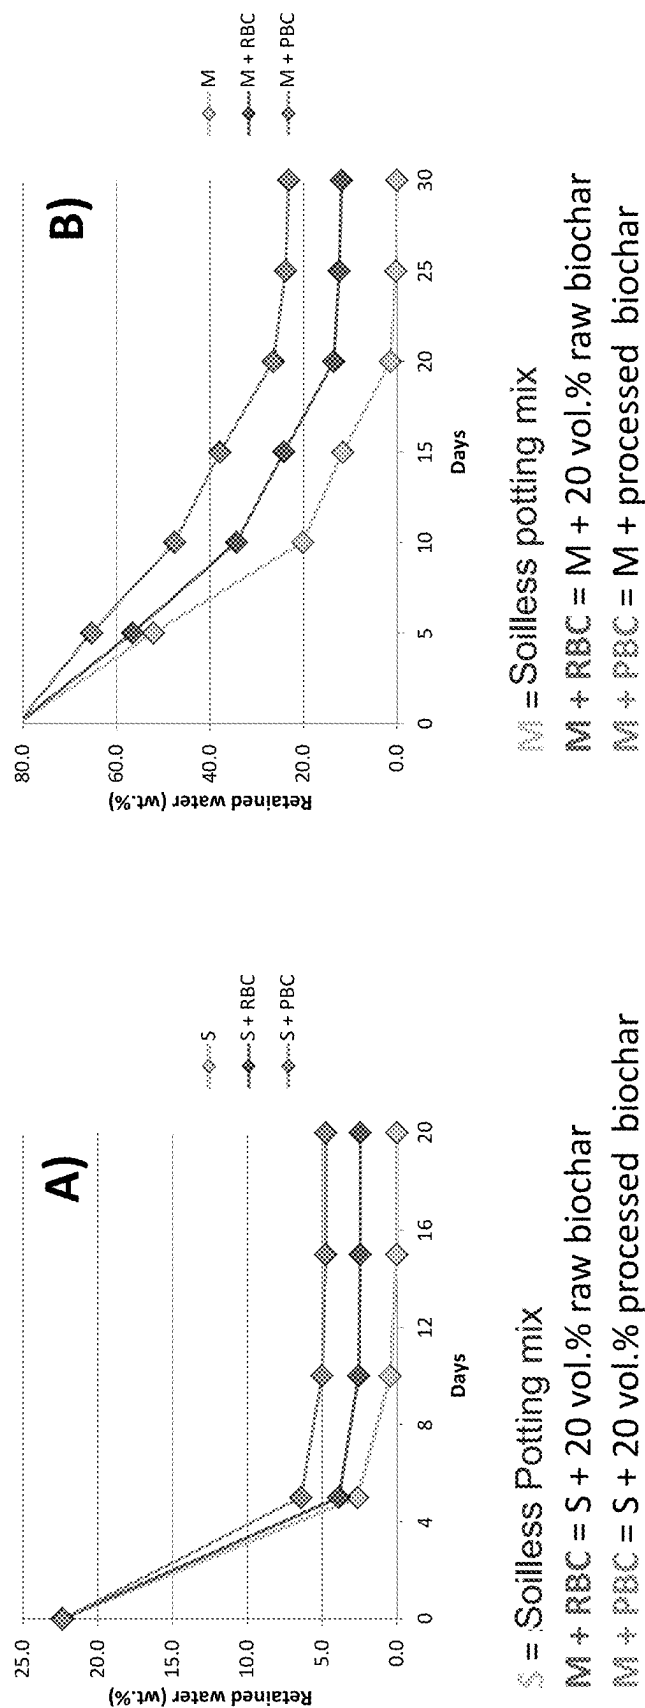 A)
25.0
20.0
15.0
10.0
5.0
0.0
Retained water (wt.%)
0
4
8
12
16
20
Days
S
S + RBC
S + PBC
S = Soilless Potting mix
M + RBC = S + 20 vol.% raw biochar
M + PBC = S + 20 vol.% processed biochar
B)
80.0
60.0
40.0
20.0
0.0
Retained water (wt.%)
0
5
10
15
20
25
30
Days
M
M + RBC
M + PBC
M = Soilless potting mix
M + RBC = M + 20 vol.% raw biochar
M + PBC = M + processed biochar